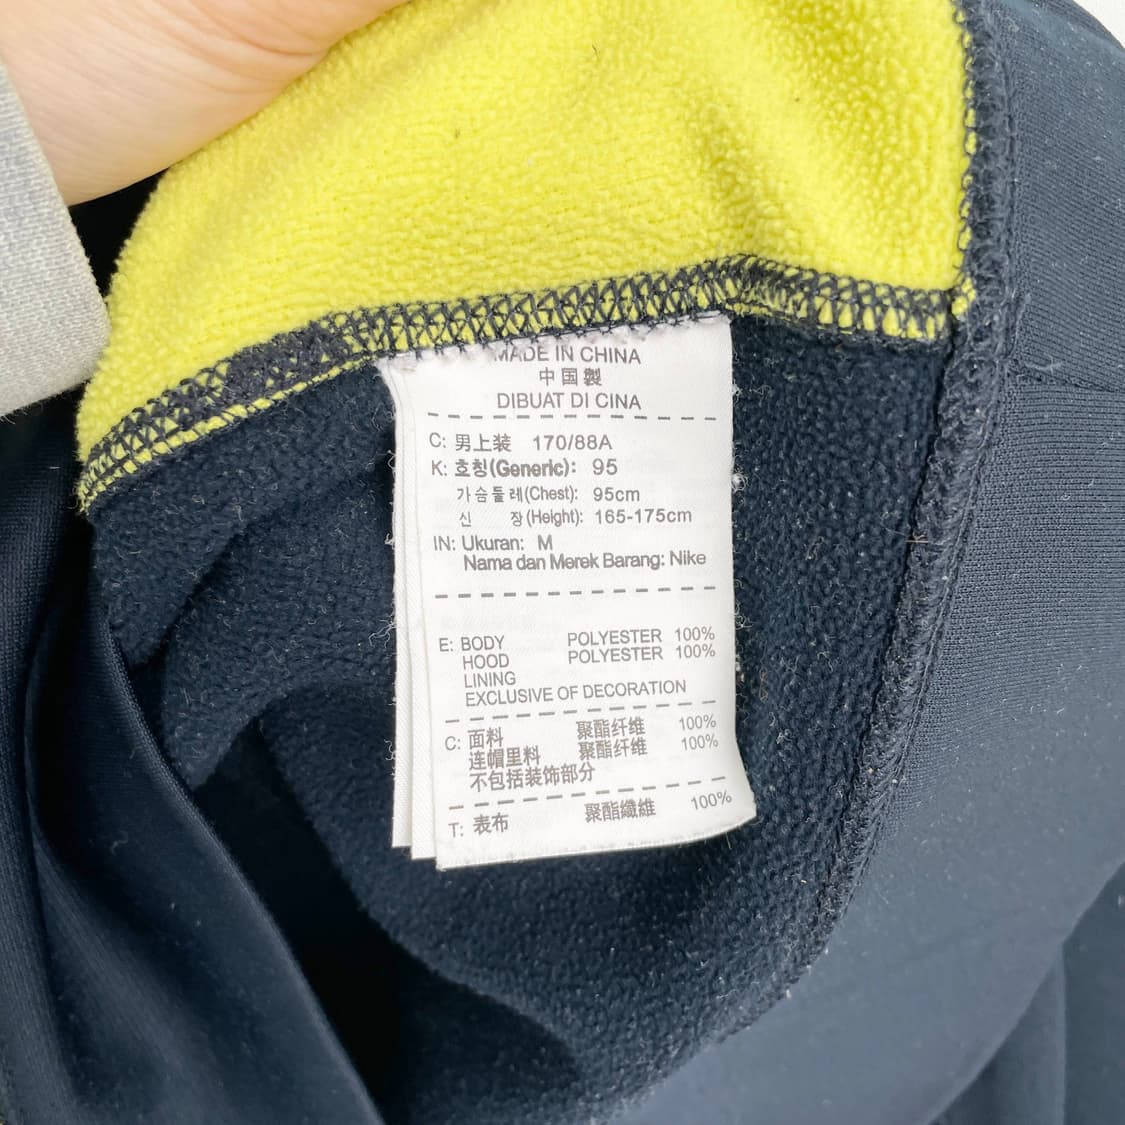 MADE IN CHINA
中国製
DIBUAT DI CINA
C: 男上装 170/88A
K: 호칭(Generic): 95
가슴둘레(Chest): 95cm
신 장(Height): 165-175cm
IN: Ukuran: M
Nama dan Merek Barang: Nike
E: BODY POLYESTER 100%
HOOD POLYESTER 100%
LINING
EXCLUSIVE OF DECORATION
C: 面料 聚酯纤维 100%
连帽里料 聚酯纤维 100%
不包括装饰部分
T: 表布 聚酯纖維 100%